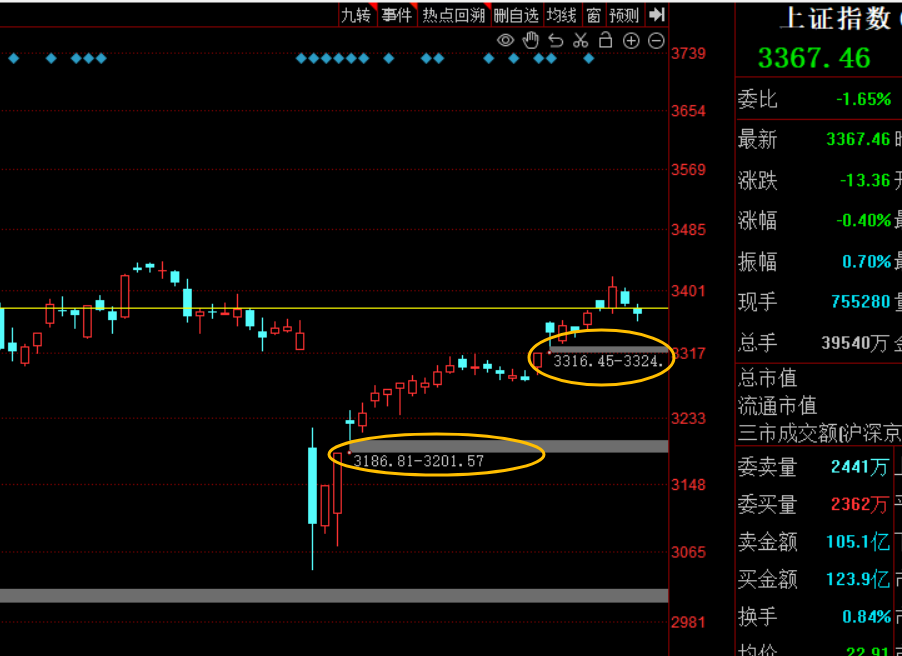 九转 事件 热点回溯 删自选 均线 窗 预测
3739
3654
3569
3485
3401
3317
3316.45-3324.
3233
3186.81-3201.57
3148
3065
2981
上证指数
3367.46
委比 -1.65%
最新 3367.46
涨跌 -13.36
涨幅 -0.40%
振幅 0.70%
现手 755280
总手 39540万
总市值
流通市值
三市成交额(沪深京
委卖量 2441万
委买量 2362万
卖金额 105.1亿
买金额 123.9亿
换手 0.84%
均价 22.91